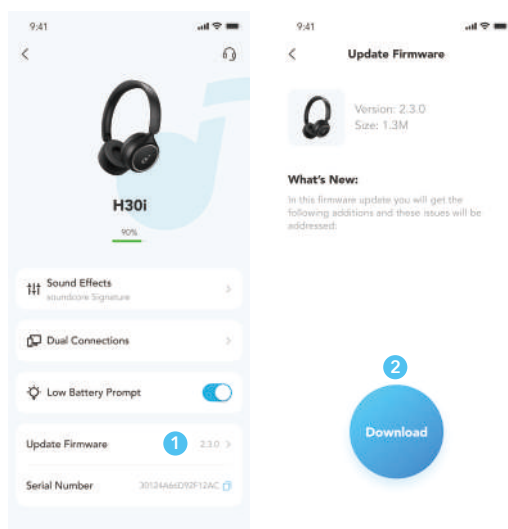 9:41
H30i
90%
Sound Effects
soundcore Signature
Dual Connections
Low Battery Prompt
Update Firmware 1 2.3.0
Serial Number 30124A66D92F12AC
9:41
Update Firmware
Version: 2.3.0
Size: 1.3M
What's New:
In this firmware update you will get the
following additions and these issues will be
addressed:
2
Download